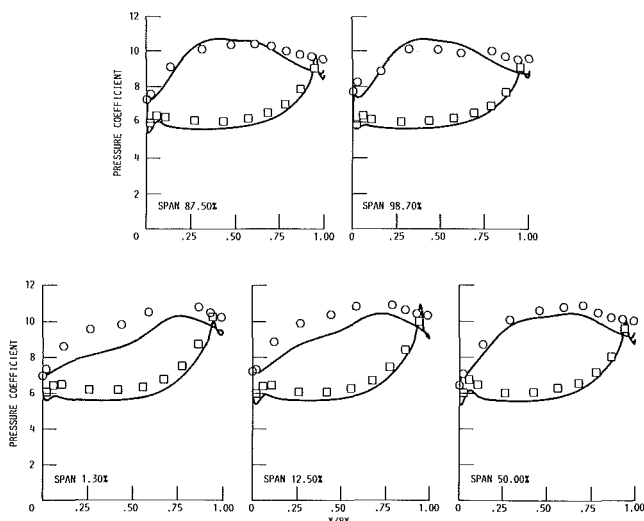 12
10
8
6
4
2
PRESSURE COEFFICIENT
SPAN 87.50%
SPAN 98.70%
0 .25 .50 .75 1.00 0 .25 .50 .75 1.00
12
10
8
6
4
2
PRESSURE COEFFICIENT
SPAN 1.30%
SPAN 12.50%
SPAN 50.00%
0 .25 .50 .75 1.00 0 .25 .50 .75 1.00 0 .25 .50 .75 1.00